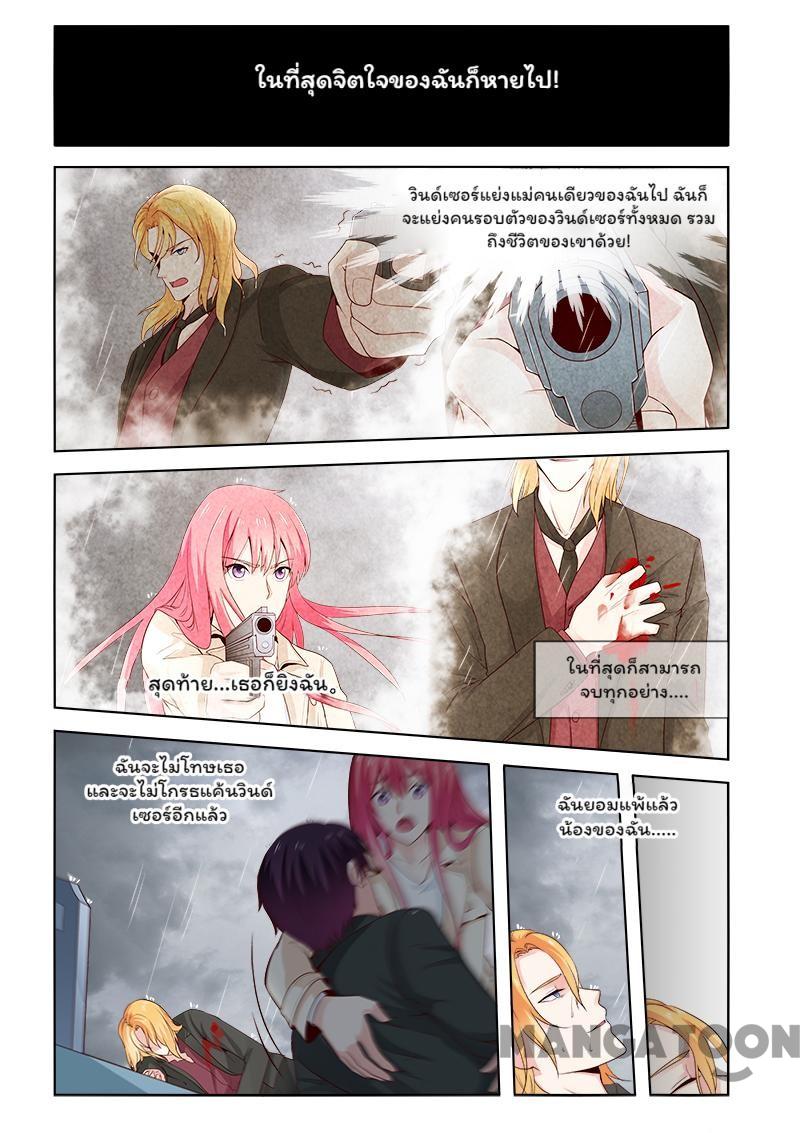 ในที่สุดจิตใจของฉันก็หายไป!
วินด์เซอร์แย่งแม่คนเดียวของฉันไป ฉันก็
จะแย่งคนรอบตัวของวินด์เซอร์ทั้งหมด รวม
ถึงชีวิตของเขาด้วย!
สุดท้าย...เธอก็ยิงฉัน。
ในที่สุดก็สามารถ
จบทุกอย่าง....
ฉันจะไม่โทษเธอ
และจะไม่โกรธแค้นวินด์
เซอร์อีกแล้ว
ฉันยอมแพ้แล้ว
น้องของฉัน.....
MANGATOON